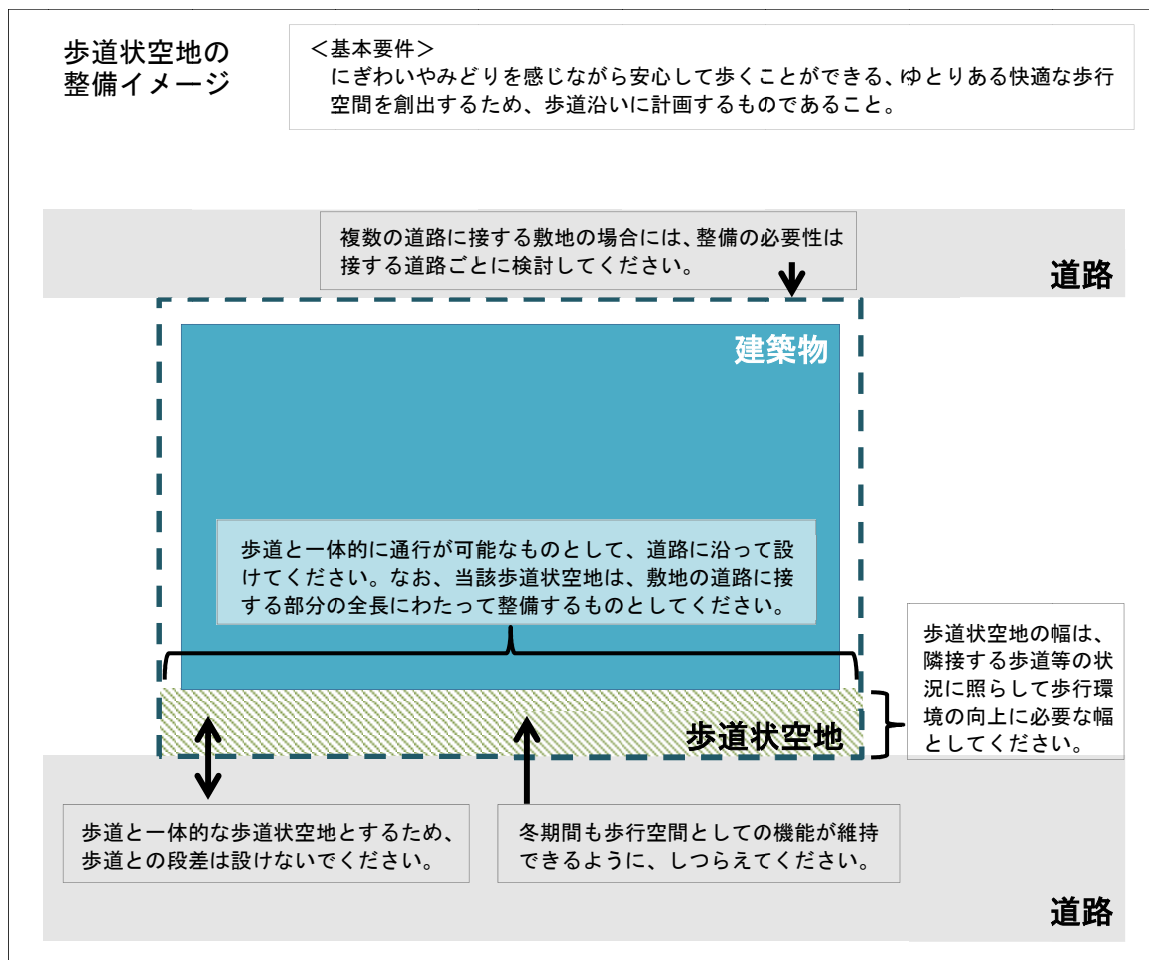 歩道状空地の
整備イメージ
＜基本要件＞
にぎわいやみどりを感じながら安心して歩くことができる、ゆとりある快適な歩行
空間を創出するため、歩道沿いに計画するものであること。
複数の道路に接する敷地の場合には、整備の必要性は
接する道路ごとに検討してください。
道路
建築物
歩道と一体的に通行が可能なものとして、道路に沿って設
けてください。なお、当該歩道状空地は、敷地の道路に接
する部分の全長にわたって整備するものとしてください。
歩道状空地の幅は、
隣接する歩道等の状
況に照らして歩行環
境の向上に必要な幅
としてください。
歩道状空地
歩道と一体的な歩道状空地とするため、
歩道との段差は設けないでください。
冬期間も歩行空間としての機能が維持
できるように、しつらえてください。
道路